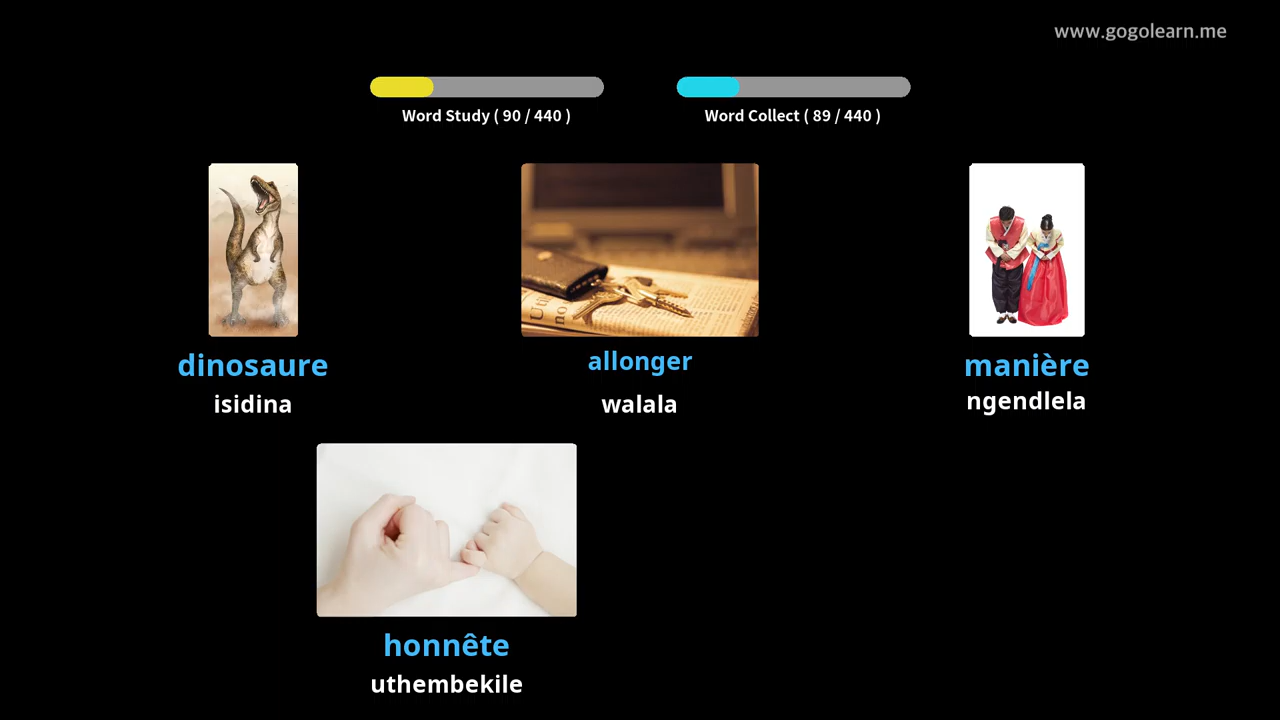 www.gogolearn.me
Word Study ( 90 / 440 )
Word Collect ( 89 / 440 )
dinosaure
isidina
allonger
walala
manière
ngendlela
honnête
uthembekile